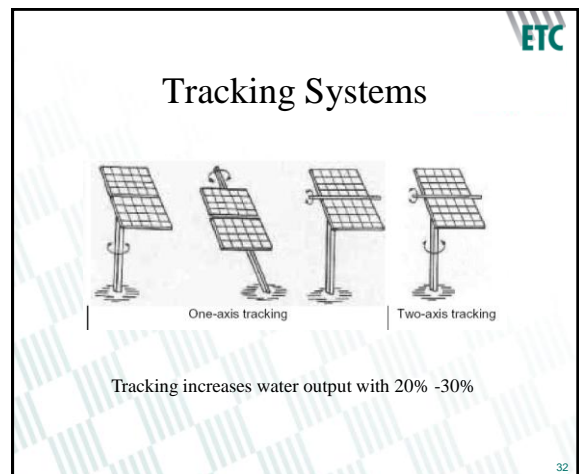 ETC
Tracking Systems
One-axis tracking
Two-axis tracking
Tracking increases water output with 20% -30%
32